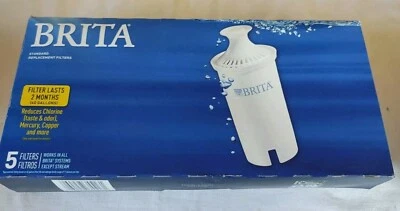 BRITA
STANDARD
REPLACEMENT FILTERS
FILTER LASTS
2 MONTHS
(40 GALLONS)
Reduces Chlorine
(taste & odor),
Mercury, Copper
and more
5 FILTERS
FILTROS
WORKS IN ALL
BRITA® SYSTEMS
EXCEPT STREAM
BRITA